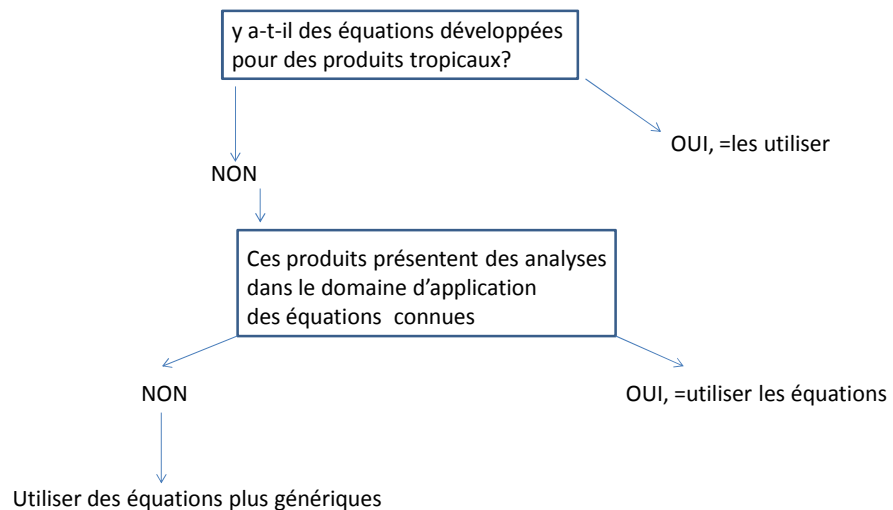 y a-t-il des équations développées
pour des produits tropicaux?
OUI, =les utiliser
NON
Ces produits présentent des analyses
dans le domaine d’application
des équations  connues
NON
OUI, =utiliser les équations
Utiliser des équations plus génériques